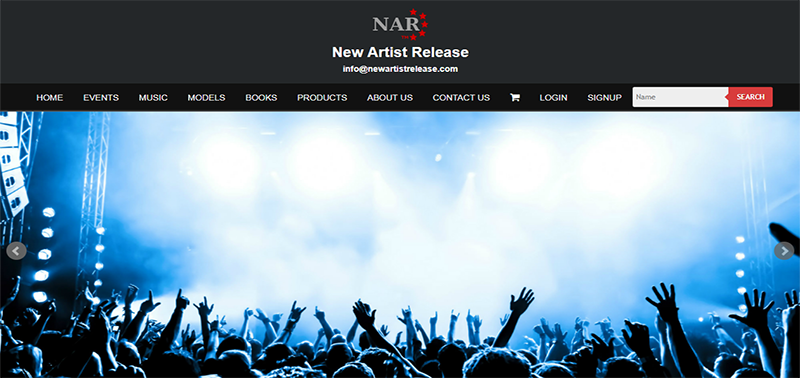 NAR
New Artist Release
info@newartistrelease.com
HOME EVENTS MUSIC MODELS BOOKS PRODUCTS ABOUT US CONTACT US LOGIN SIGNUP Name SEARCH